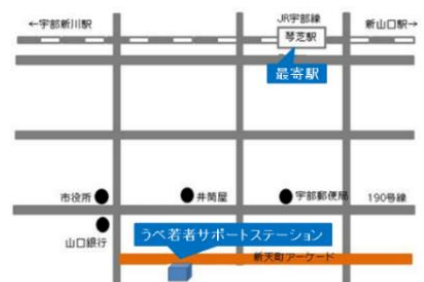 JR宇部線
←宇部新川駅
新山口駅→
琴芝駅
最寄駅
市役所
井筒屋
宇部郵便局
190号線
山口銀行
うべ若者サポートステーション
新天町アーケード